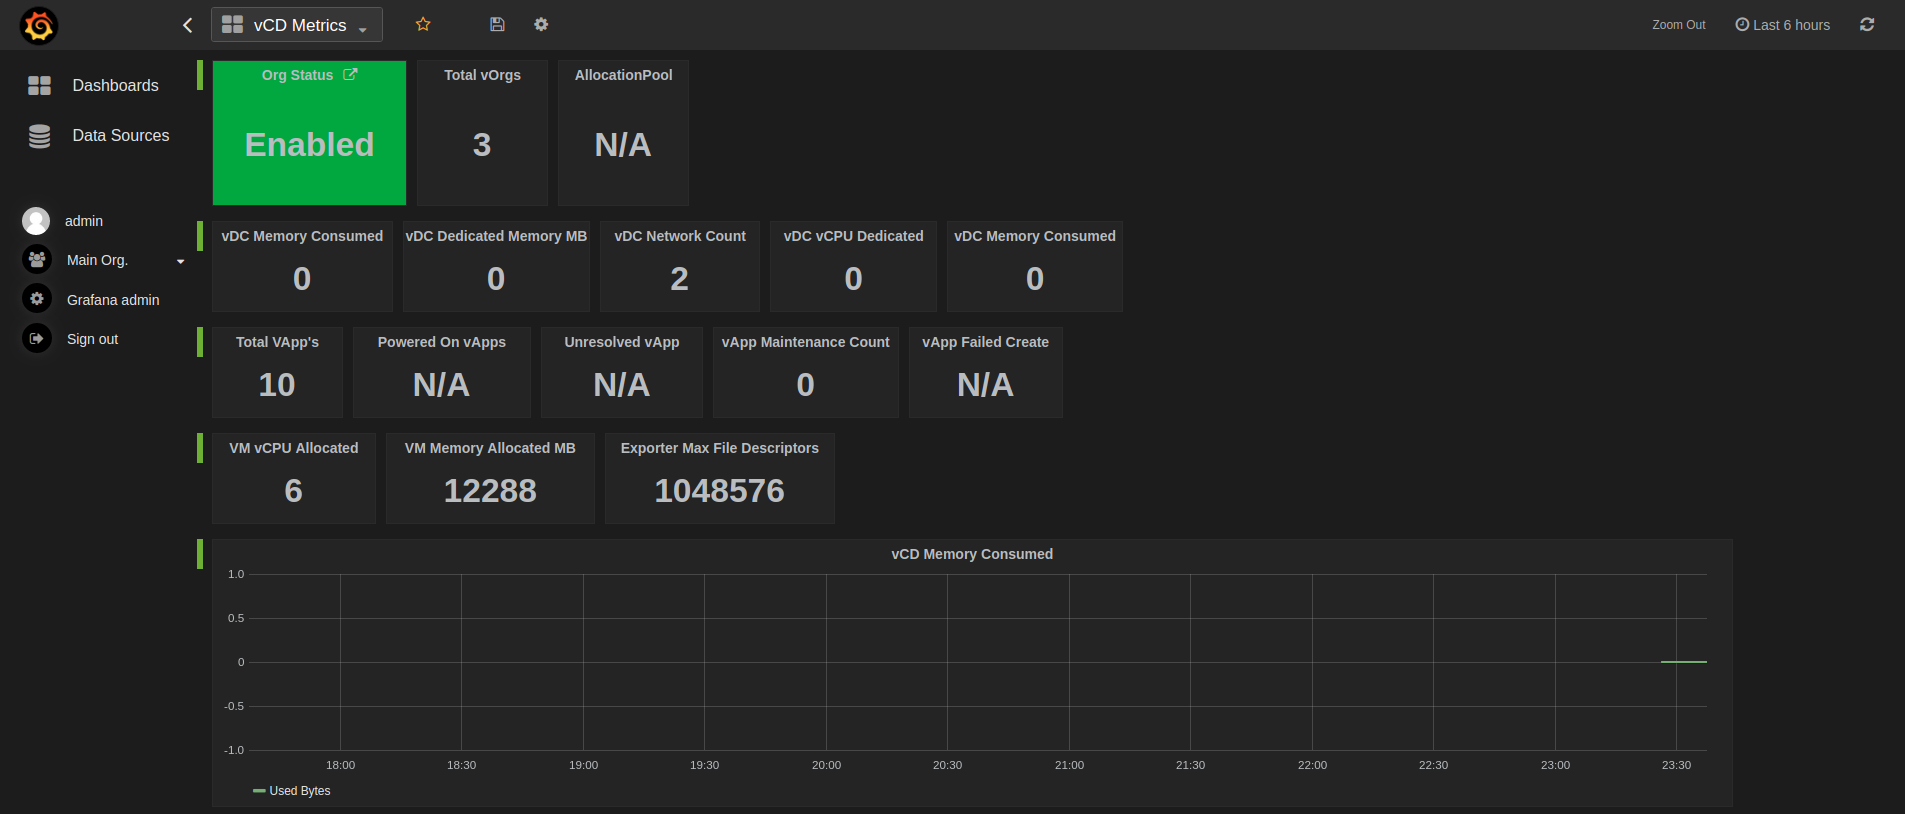 vCD Metrics
Zoom Out
Last 6 hours
Dashboards
Data Sources
admin
Main Org.
Grafana admin
Sign out
Org Status
Enabled
Total vOrgs
3
AllocationPool
N/A
vDC Memory Consumed
0
vDC Dedicated Memory MB
0
vDC Network Count
2
vDC vCPU Dedicated
0
vDC Memory Consumed
0
Total VApp's
10
Powered On vApps
N/A
Unresolved vApp
N/A
vApp Maintenance Count
0
vApp Failed Create
N/A
VM vCPU Allocated
6
VM Memory Allocated MB
12288
Exporter Max File Descriptors
1048576
vCD Memory Consumed
1.0
0.5
0
-0.5
-1.0
18:00 18:30 19:00 19:30 20:00 20:30 21:00 21:30 22:00 22:30 23:00 23:30
Used Bytes